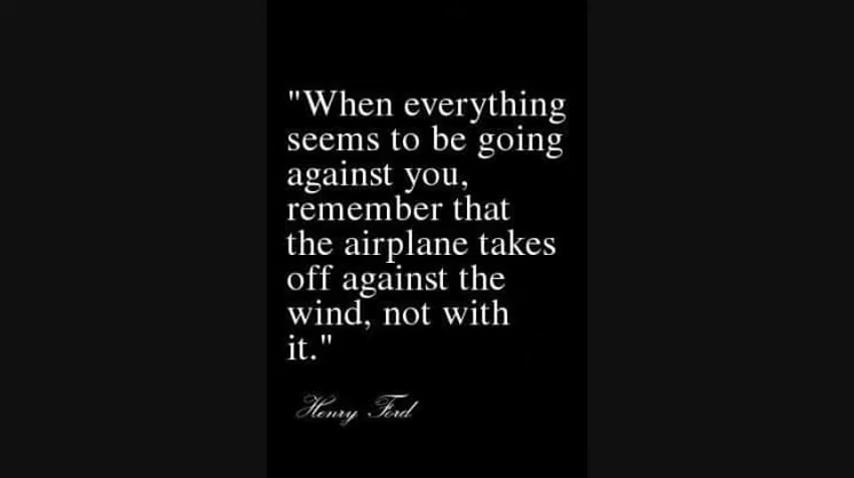 "When everything
seems to be going
against you,
remember that
the airplane takes
off against the
wind, not with
it."
Henry Ford